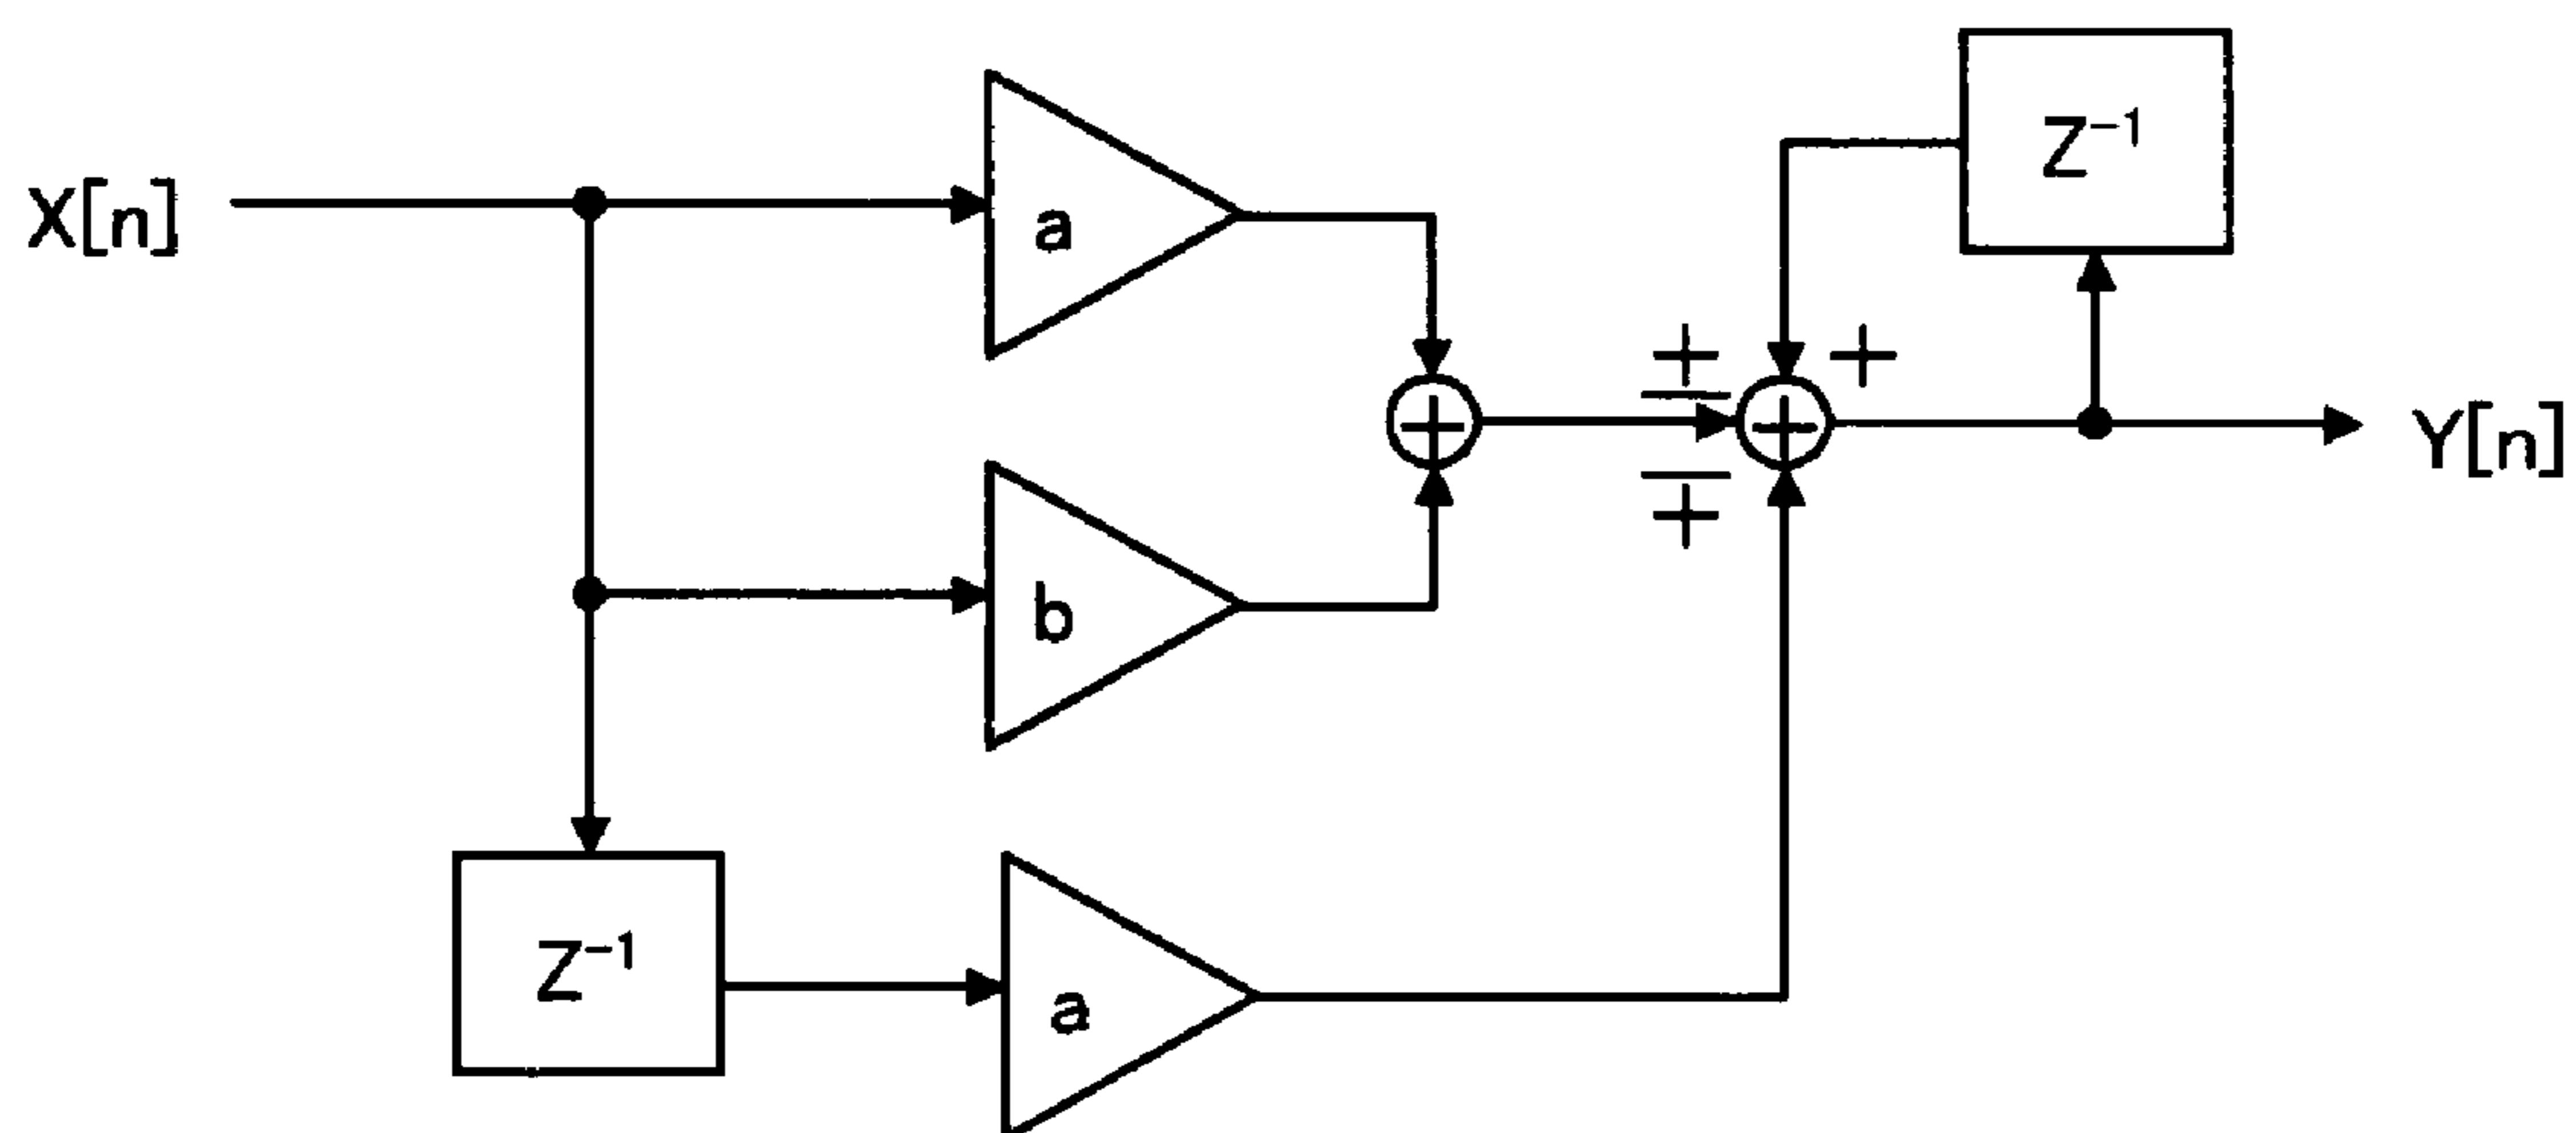 Z⁻¹
X[n]
a
± +
+
+
Y[n]
∓
b
Z⁻¹
a